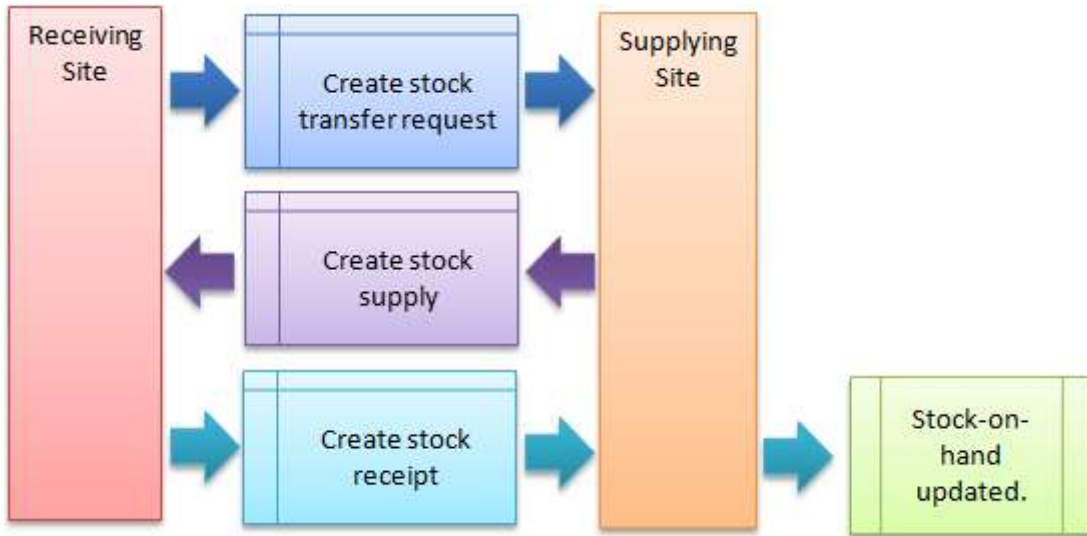 Receiving
Site
Create stock
transfer request
Supplying
Site
Create stock
supply
Create stock
receipt
Stock-on-
hand
updated.